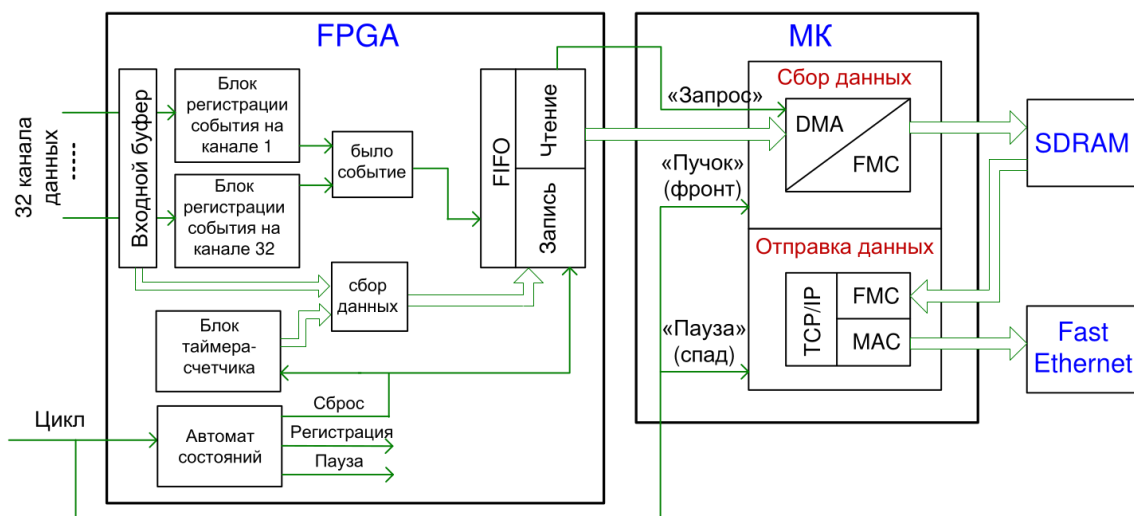 FPGA
32 канала
данных
Входной буфер
Блок
регистрации
события на
канале 1
Блок
регистрации
события на
канале 32
было
событие
FIFO
Чтение
Запись
сбор
данных
Блок
таймера-
счетчика
Цикл
Автомат
состояний
Сброс
Регистрация
Пауза
МК
«Запрос»
«Пучок»
(фронт)
«Пауза»
(спад)
Сбор данных
DMA
FMC
Отправка данных
TCP/IP
FMC
MAC
SDRAM
Fast
Ethernet